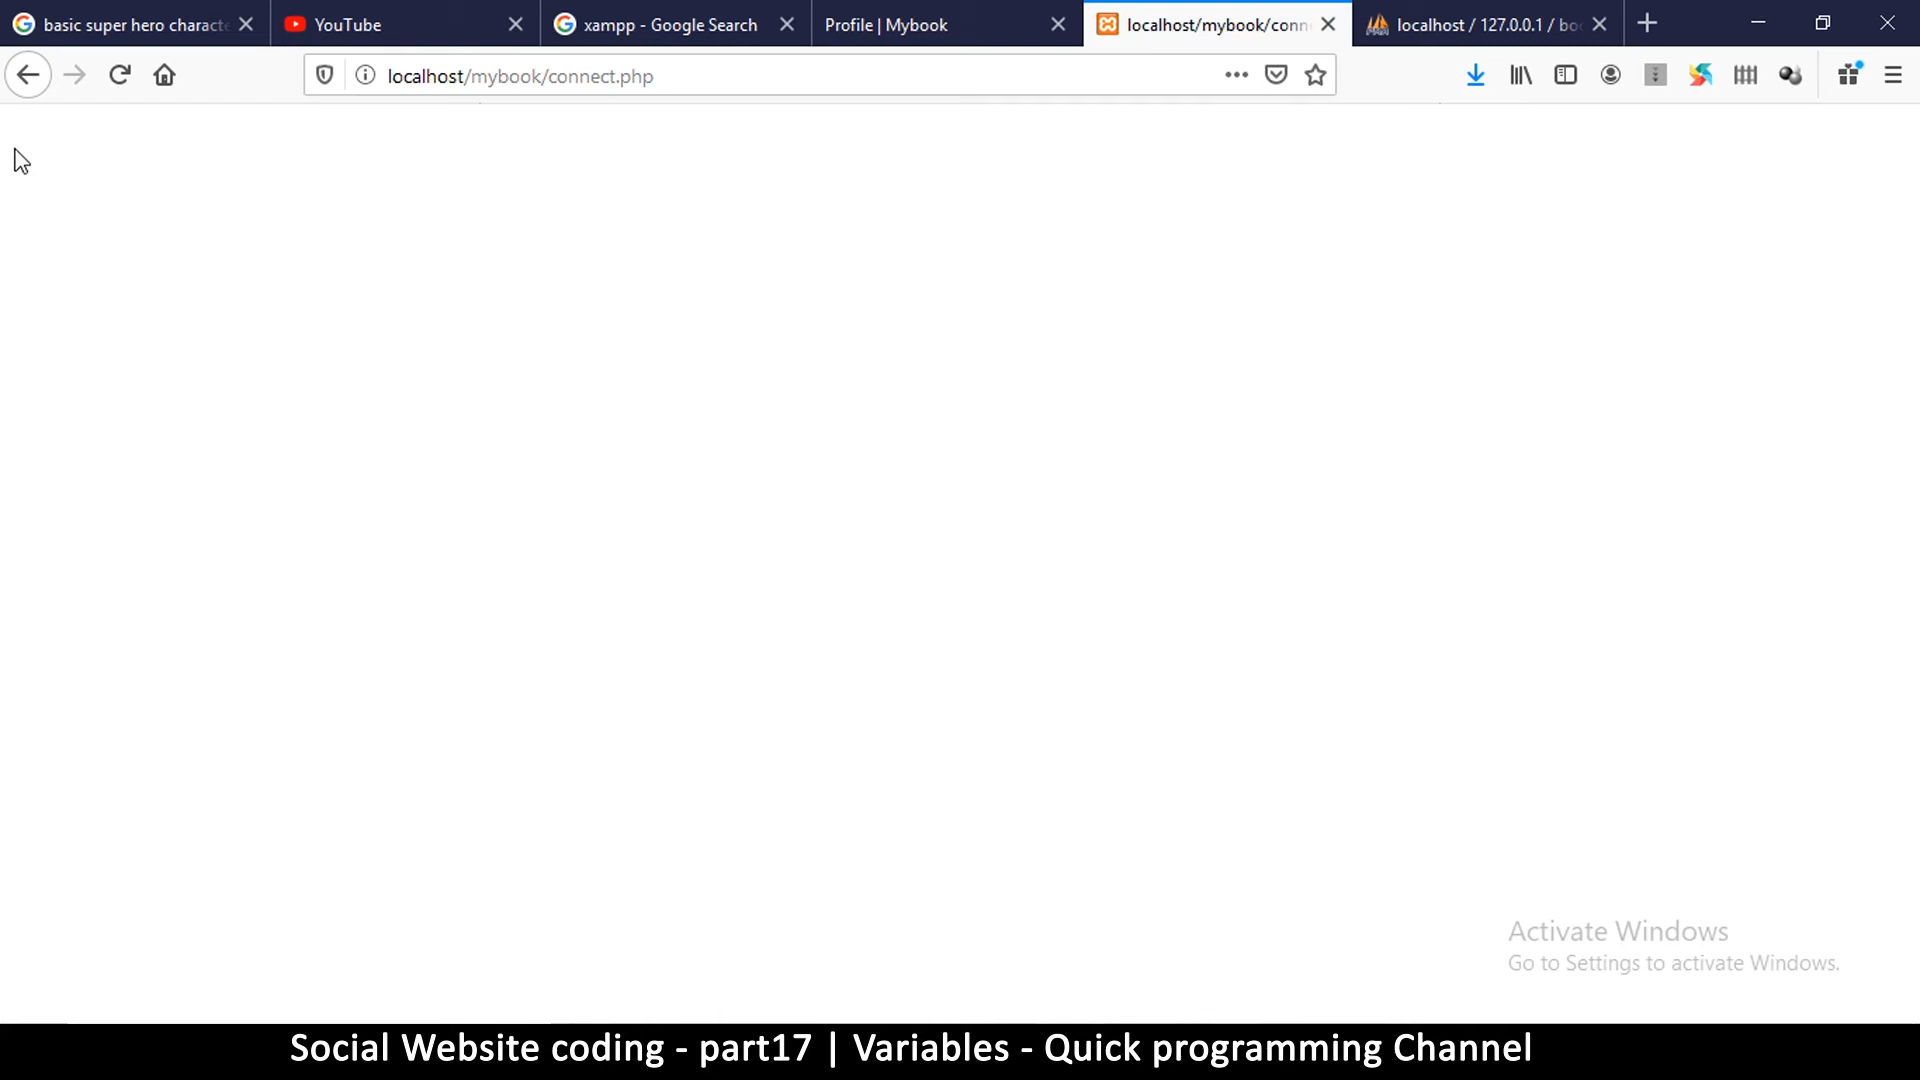 basic super hero characte
YouTube
xampp - Google Search
Profile | Mybook
localhost/mybook/conn
localhost / 127.0.0.1 / bo
localhost/mybook/connect.php
Activate Windows
Go to Settings to activate Windows.
Social Website coding - part17 | Variables - Quick programming Channel